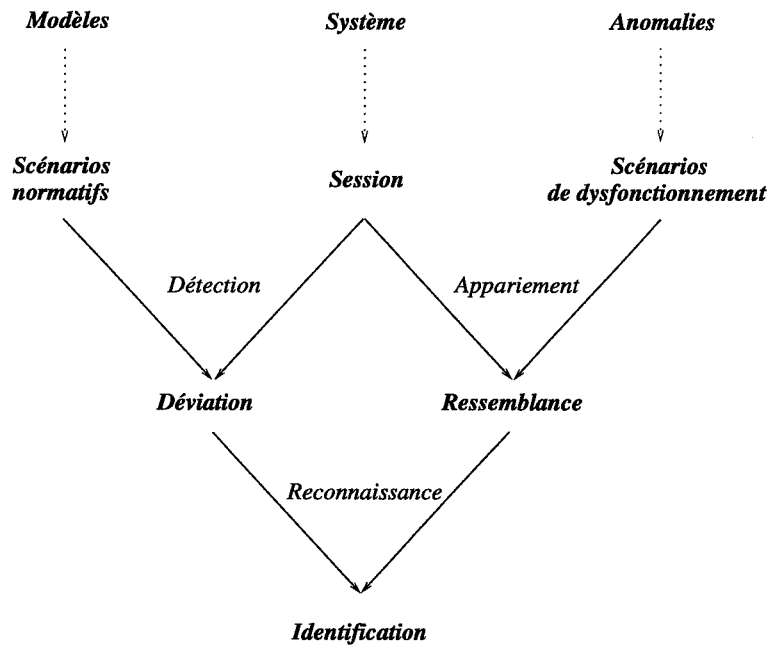 Modèles
Système
Anomalies
Scénarios
normatifs
Session
Scénarios
de dysfonctionnement
Détection
Appariement
Déviation
Ressemblance
Reconnaissance
Identification